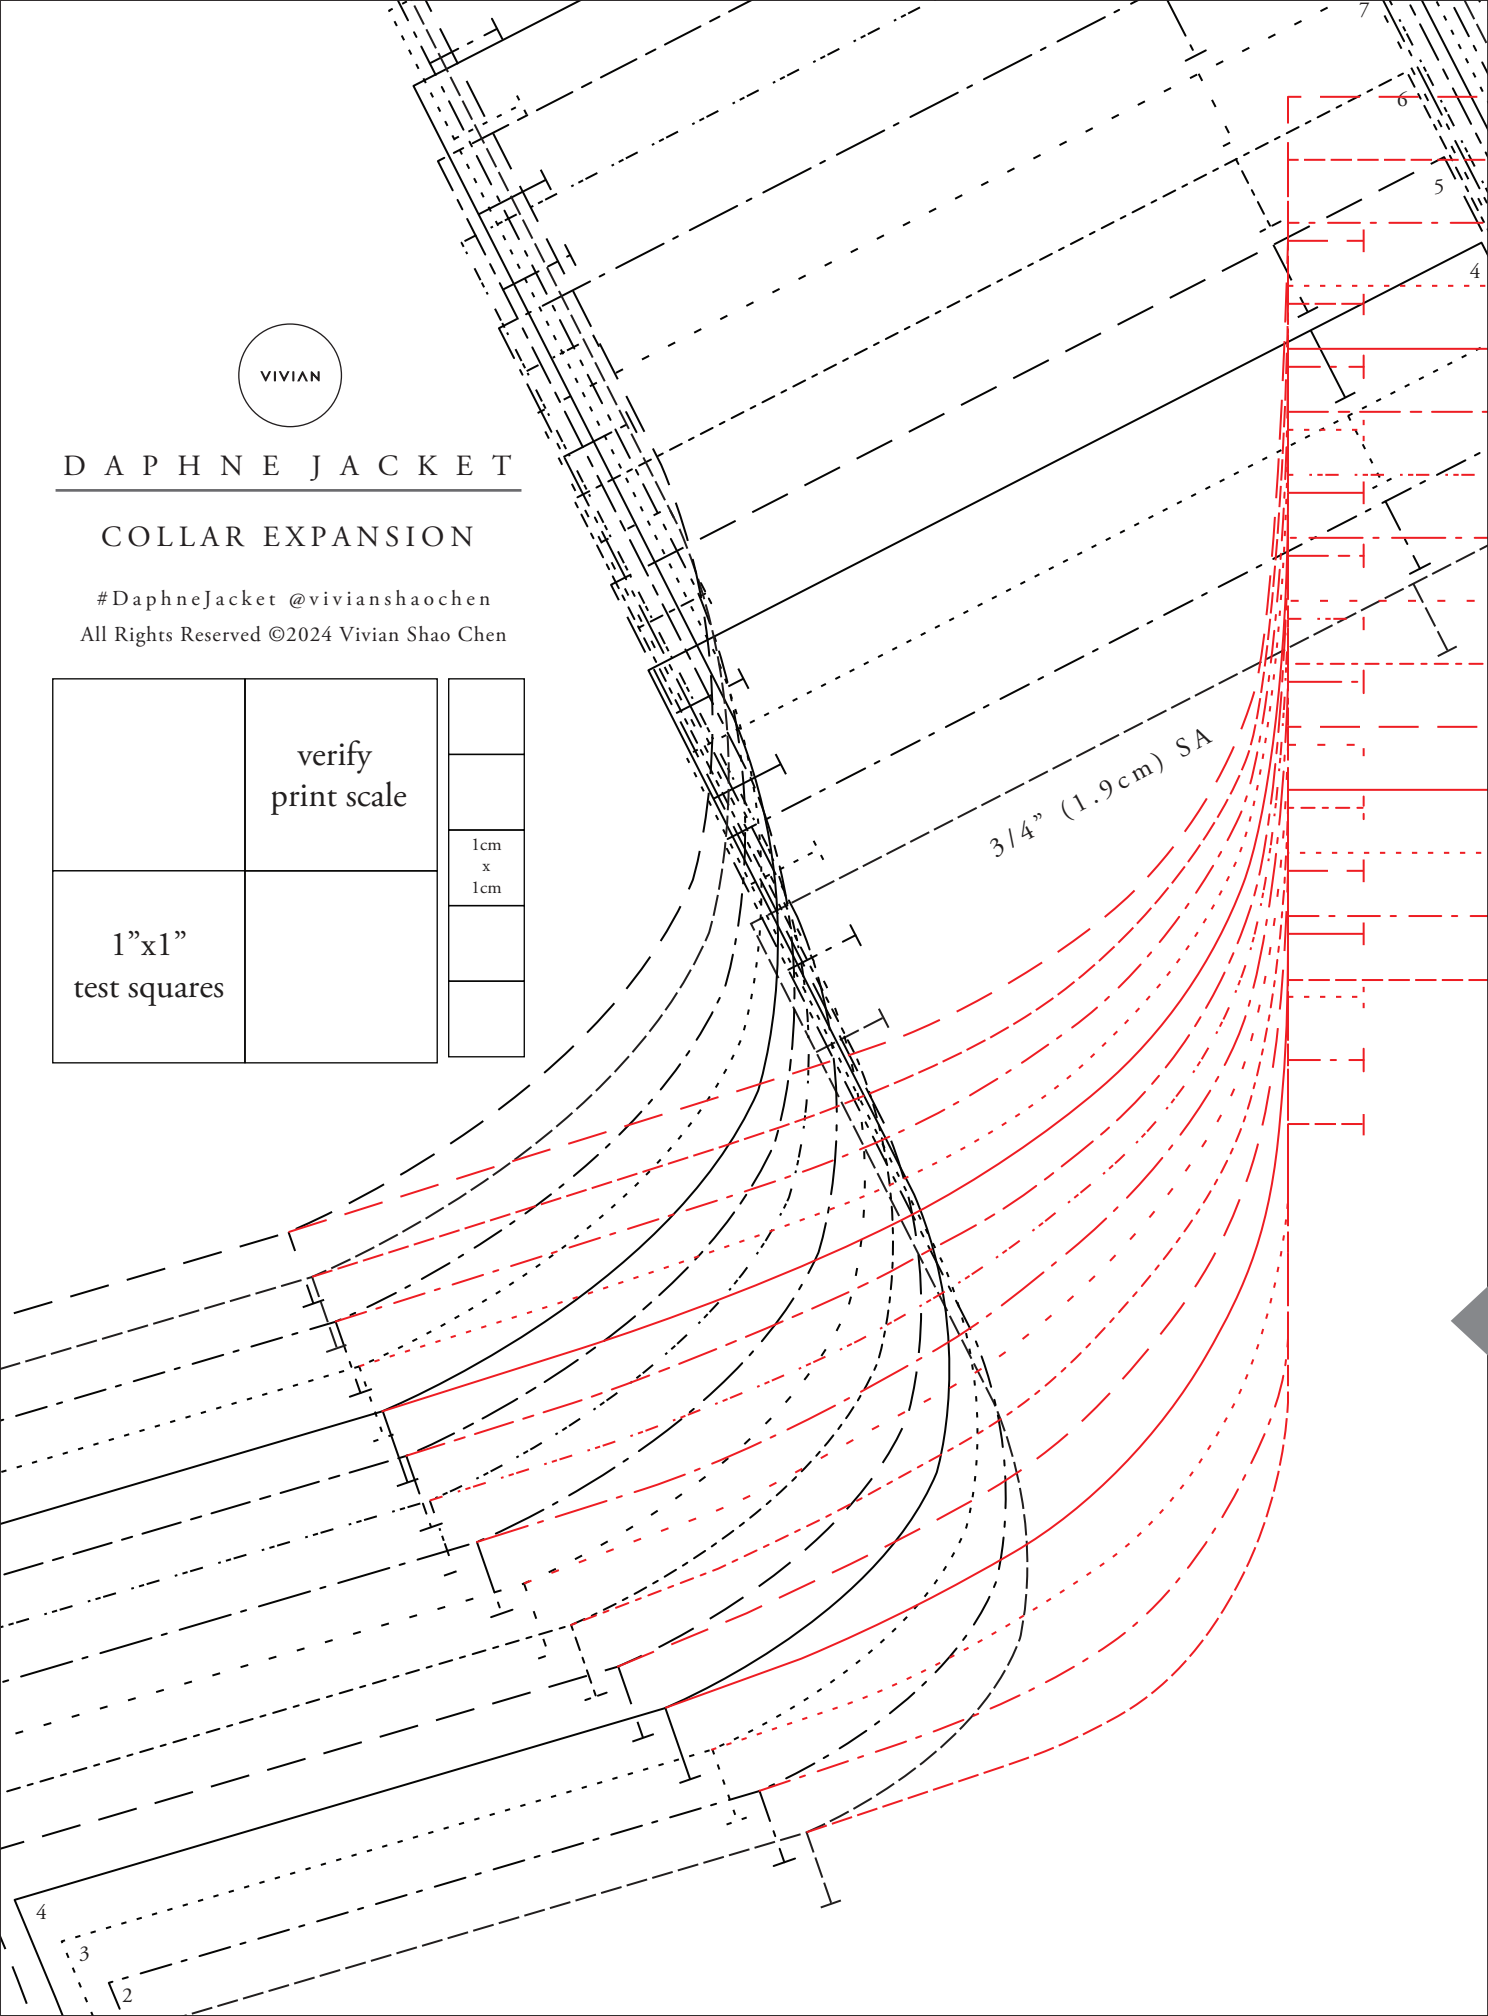 7
6
5
4
VIVIAN
DAPHNE JACKET
COLLAR EXPANSION
#DaphneJacket @vivianshaochen
All Rights Reserved ©2024 Vivian Shao Chen
verify
print scale
1cm
x
1cm
1”x1”
test squares
3/4” (1.9cm) SA
4
3
2